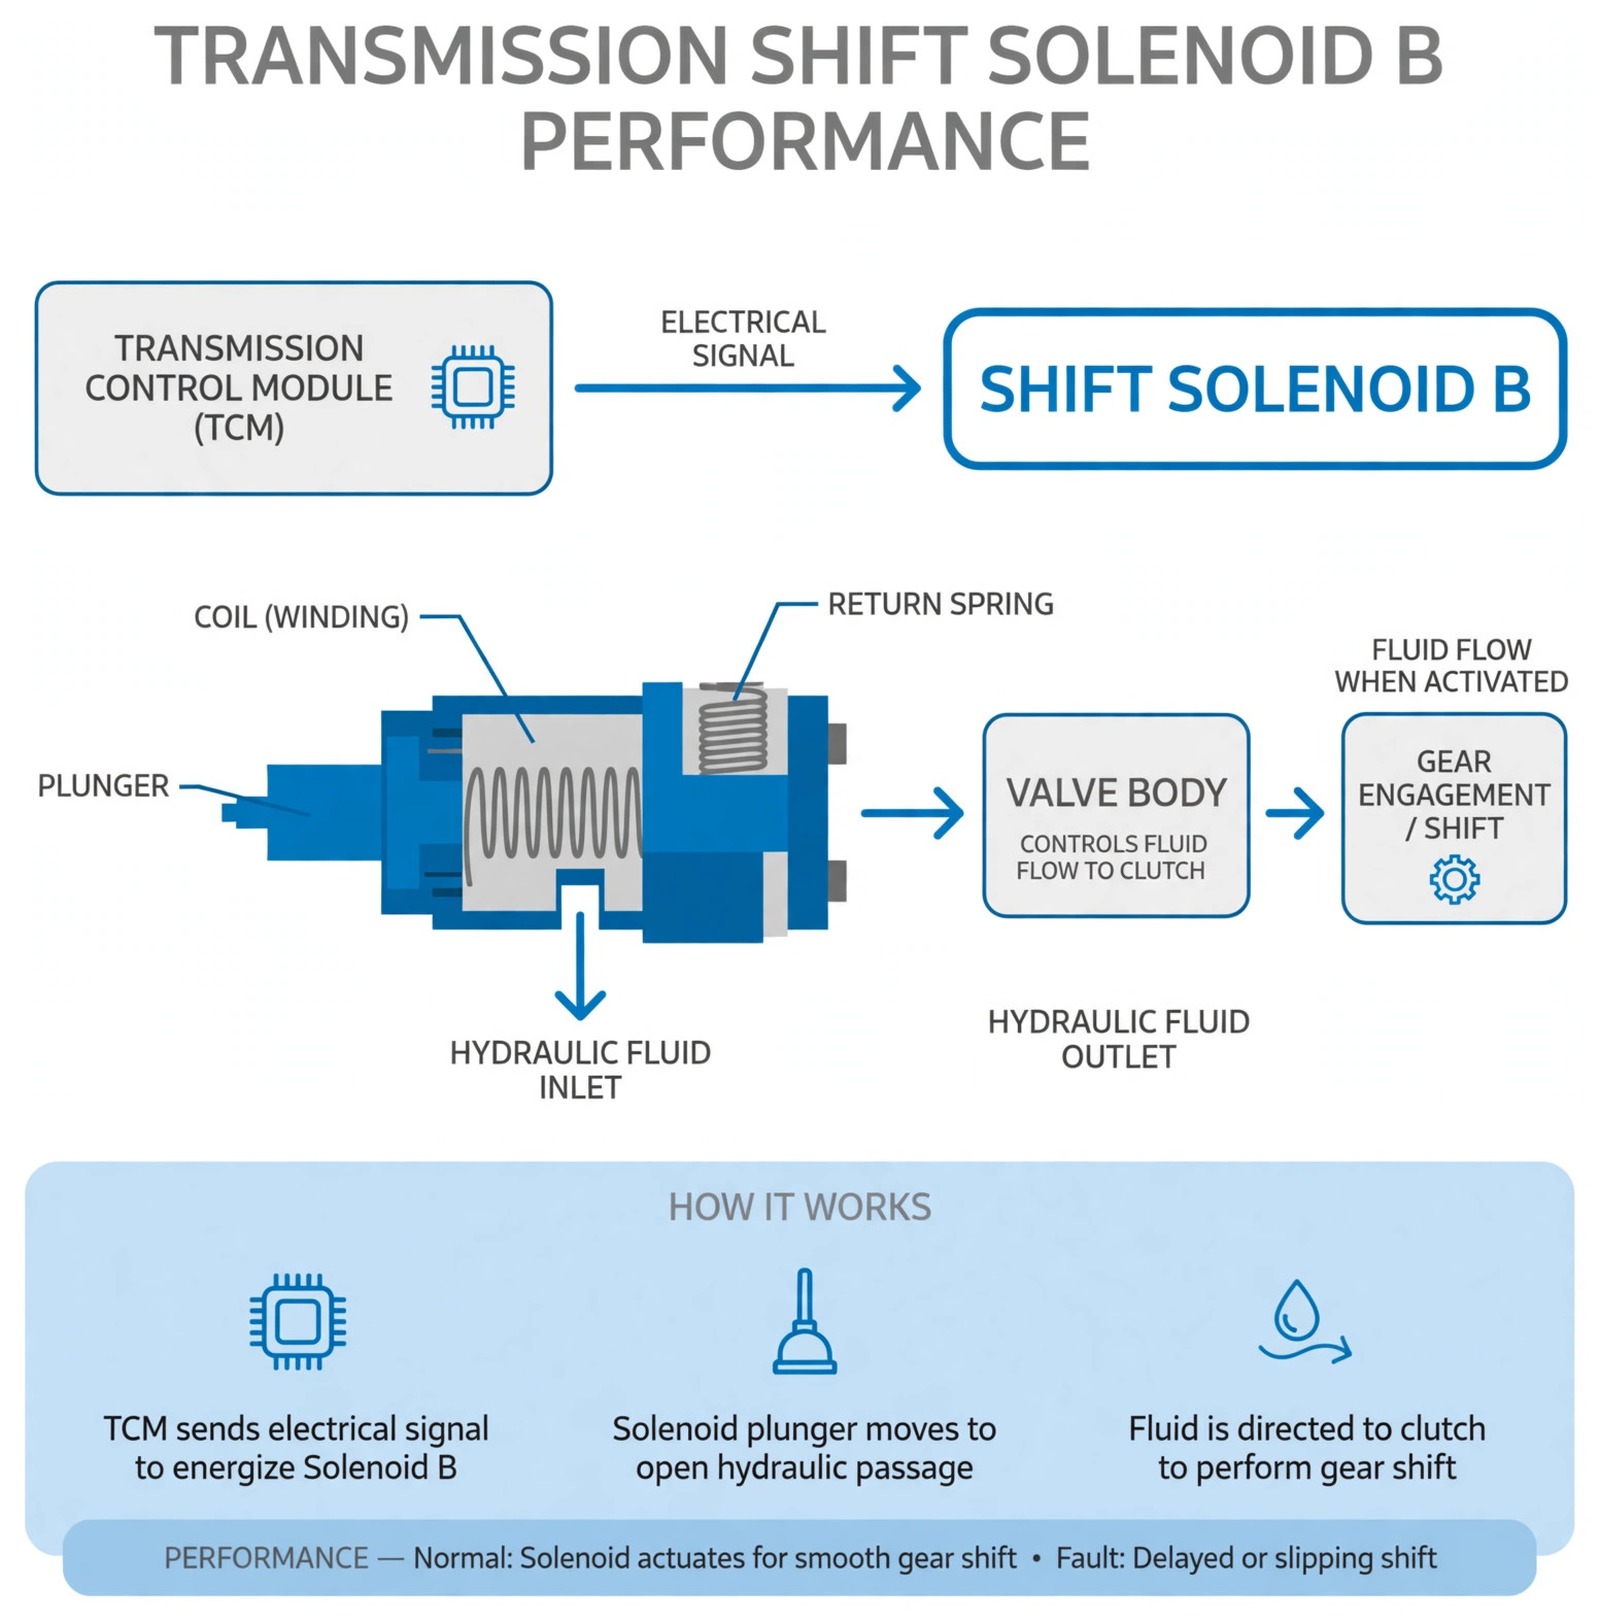 TRANSMISSION SHIFT SOLENOID B
PERFORMANCE
TRANSMISSION
CONTROL MODULE
(TCM)
ELECTRICAL
SIGNAL
SHIFT SOLENOID B
COIL (WINDING)
RETURN SPRING
PLUNGER
FLUID FLOW
WHEN ACTIVATED
VALVE BODY
CONTROLS FLUID
FLOW TO CLUTCH
GEAR
ENGAGEMENT
/ SHIFT
HYDRAULIC FLUID
INLET
HYDRAULIC FLUID
OUTLET
HOW IT WORKS
TCM sends electrical signal
to energize Solenoid B
Solenoid plunger moves to
open hydraulic passage
Fluid is directed to clutch
to perform gear shift
PERFORMANCE — Normal: Solenoid actuates for smooth gear shift • Fault: Delayed or slipping shift